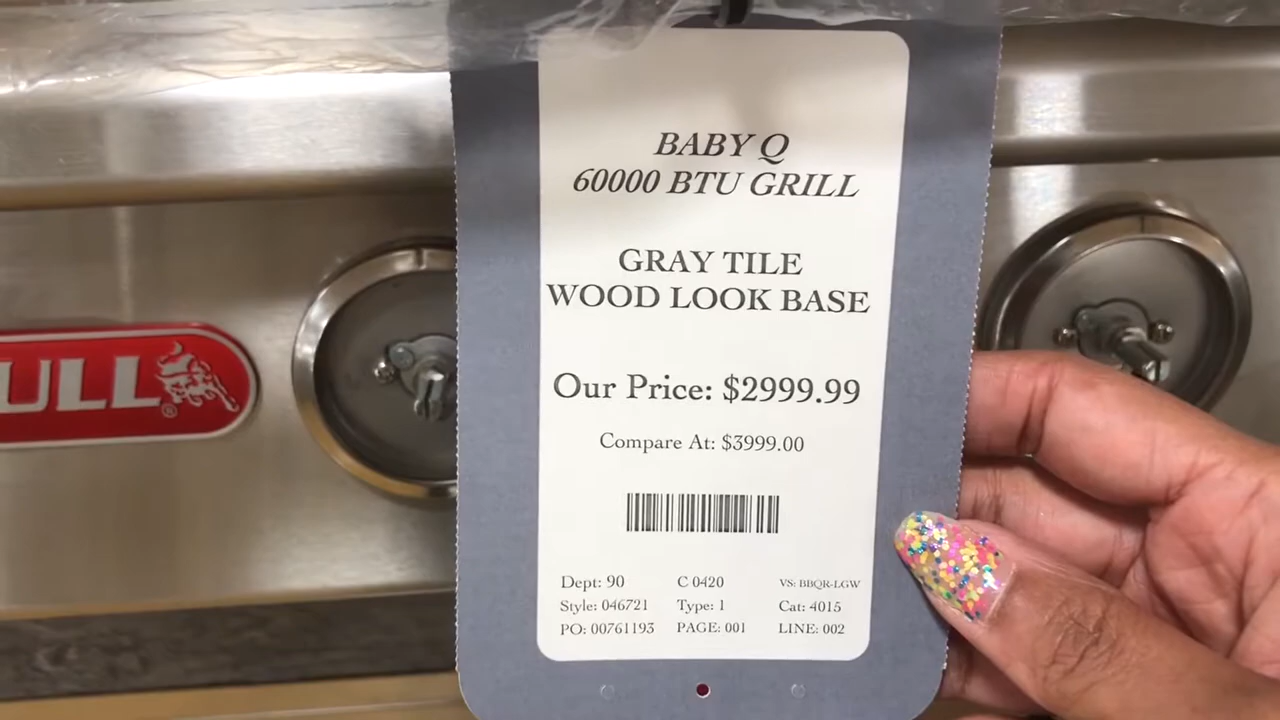 ULL
®
BABY Q
60000 BTU GRILL
GRAY TILE
WOOD LOOK BASE
Our Price: $2999.99
Compare At: $3999.00
Dept: 90 C 0420 VS: BBQR-LGW
Style: 046721 Type: 1 Cat: 4015
PO: 00761193 PAGE: 001 LINE: 002